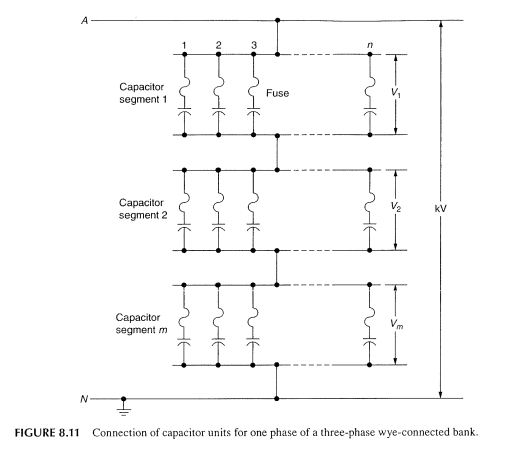 A
1 2 3 n
Capacitor
segment 1
Fuse
V1
Capacitor
segment 2
V2
kV
Capacitor
segment m
Vm
N
FIGURE 8.11 Connection of capacitor units for one phase of a three-phase wye-connected bank.